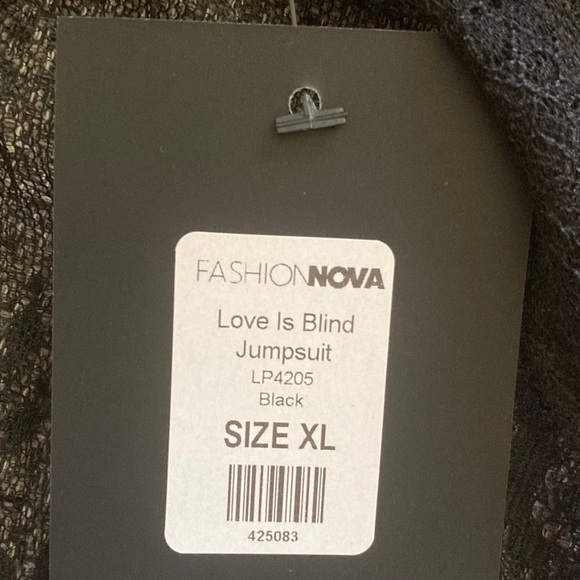 FASHIONNOVA
Love Is Blind
Jumpsuit
LP4205
Black
SIZE XL
425083